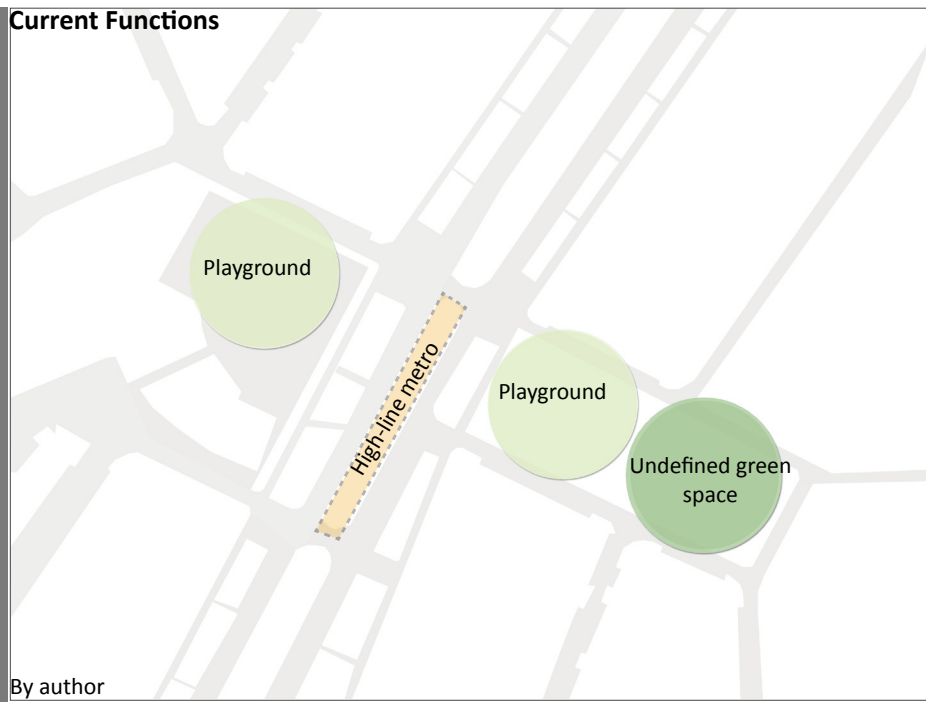 Current Functions
Playground
High-line metro
Playground
Undefined green
space
By author